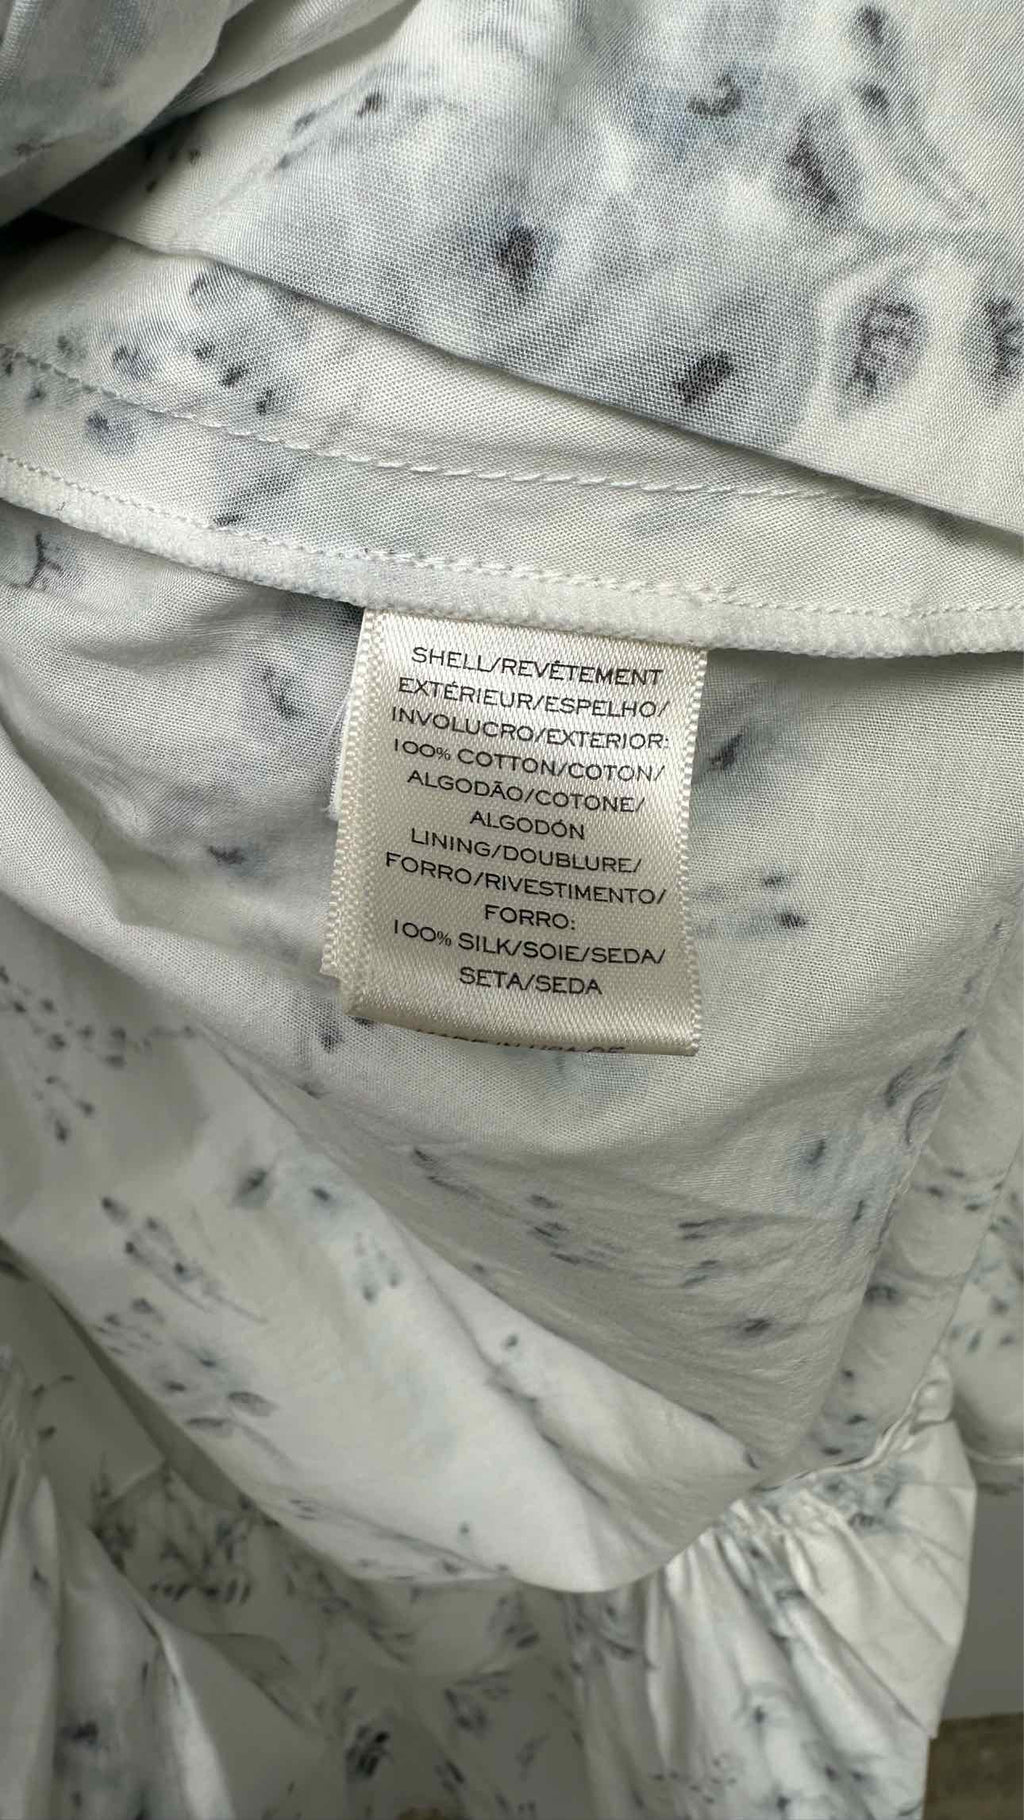 SHELL/REVÊTEMENT
EXTÉRIEUR/ESPELHO/
INVOLUCRO/EXTERIOR:
100% COTTON/COTON/
ALGODÃO/COTONE/
ALGODÓN
LINING/DOUBLURE/
FORRO/RIVESTIMENTO/
FORRO:
100% SILK/SOIE/SEDA/
SETA/SEDA